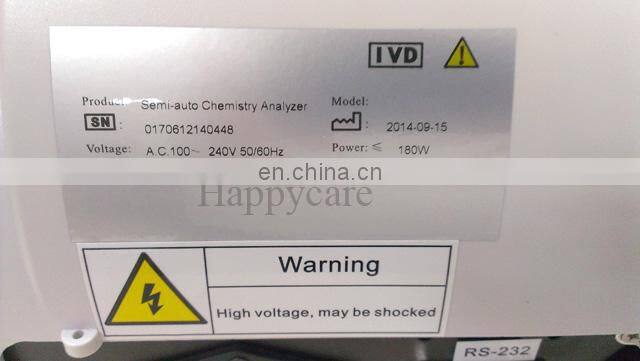 IVD
Product: Semi-auto Chemistry Analyzer Model:
SN : 0170612140448 : 2014-09-15
Voltage: A.C.100~ 240V 50/60Hz Power: ≤ 180W
en.china.cn
Happycare
Warning
High voltage, may be shocked
RS-232